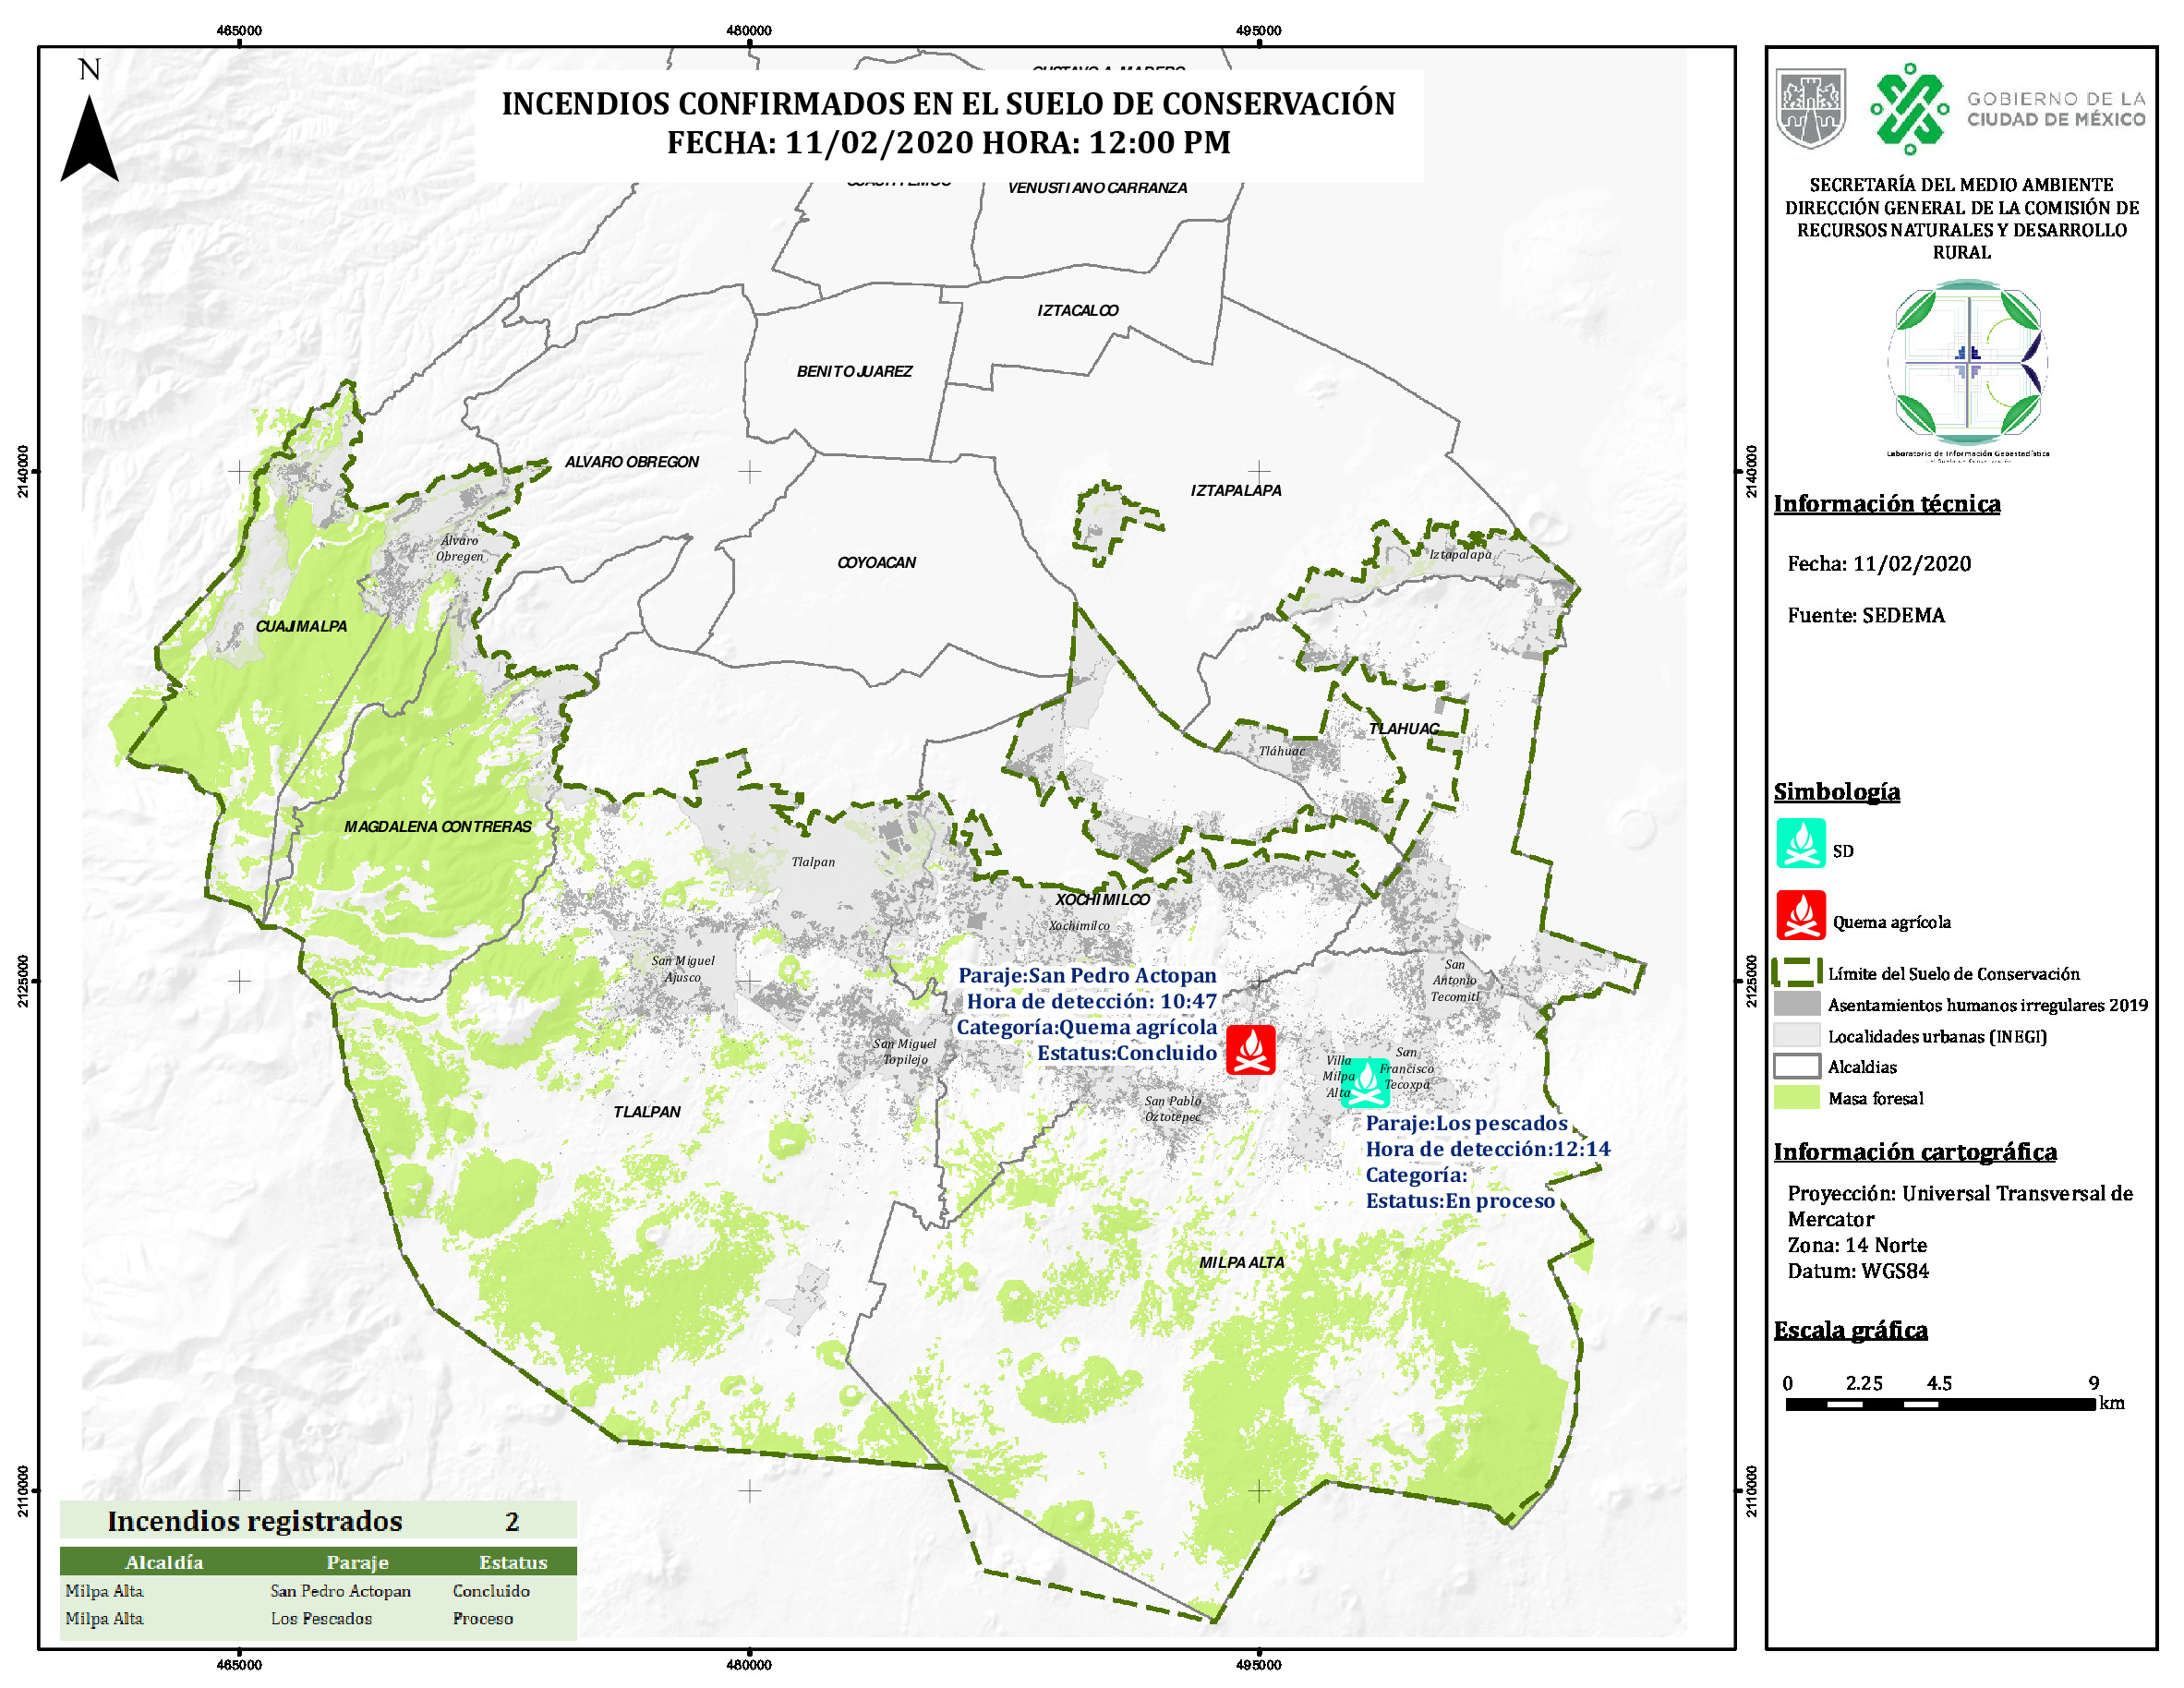 465000
480000
495000
N
INCENDIOS CONFIRMADOS EN EL SUELO DE CONSERVACIÓN
FECHA: 11/02/2020 HORA: 12:00 PM
VENUSTIANO CARRANZA
IZTACALCO
BENITO JUAREZ
ALVARO OBREGON
IZTAPALAPA
2140000
2140000
Álvaro
Obregen
Iztapalapa
COYOACAN
CUAJIMALPA
TLAHUAC
Tláhuac
MAGDALENA CONTRERAS
Tlalpan
XOCHIMILCO
Xochimilco
San Miguel
Ajusco
San
Antonio
Tecomitl
2125000
2125000
Paraje:San Pedro Actopan
Hora de detección: 10:47
Categoría:Quema agrícola
Estatus:Concluido
San Miguel
Topilejo
Villa
Milpa
Alta
San
Francisco
Tecoxpa
San Pablo
Oztotepec
TLALPAN
Paraje:Los pescados
Hora de detección:12:14
Categoría:
Estatus:En proceso
MILPA ALTA
2110000
2110000
Incendios registrados 2
Alcaldía Paraje Estatus
Milpa Alta San Pedro Actopan Concluido
Milpa Alta Los Pescados Proceso
465000
480000
495000
GOBIERNO DE LA
CIUDAD DE MÉXICO
SECRETARÍA DEL MEDIO AMBIENTE
DIRECCIÓN GENERAL DE LA COMISIÓN DE
RECURSOS NATURALES Y DESARROLLO
RURAL
Laboratorio de Información Geoestadística
Información técnica
Fecha: 11/02/2020
Fuente: SEDEMA
Simbología
SD
Quema agrícola
Límite del Suelo de Conservación
Asentamientos humanos irregulares 2019
Localidades urbanas (INEGI)
Alcaldias
Masa foresal
Información cartográfica
Proyección: Universal Transversal de
Mercator
Zona: 14 Norte
Datum: WGS84
Escala gráfica
0 2.25 4.5 9
km